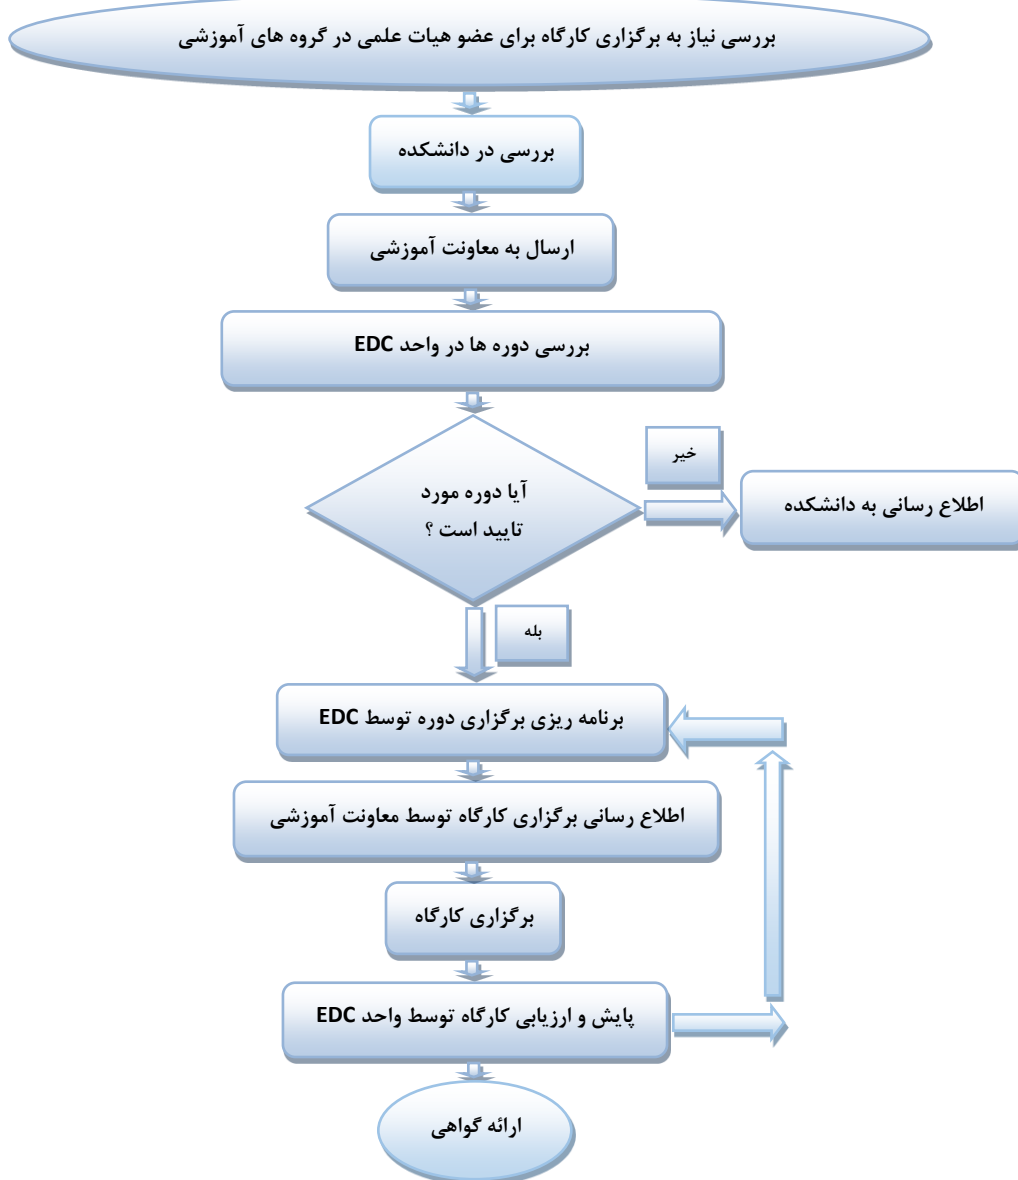 بررسی نیاز به برگزاری کارگاه برای عضو هیات علمی در گروه های آموزشی
بررسی در دانشکده
ارسال به معاونت آموزشی
بررسی دوره ها در واحد EDC
خیر
آیا دوره مورد
تایید است ؟
اطلاع رسانی به دانشکده
بله
برنامه ریزی برگزاری دوره توسط EDC
اطلاع رسانی برگزاری کارگاه توسط معاونت آموزشی
برگزاری کارگاه
پایش و ارزیابی کارگاه توسط واحد EDC
ارائه گواهی